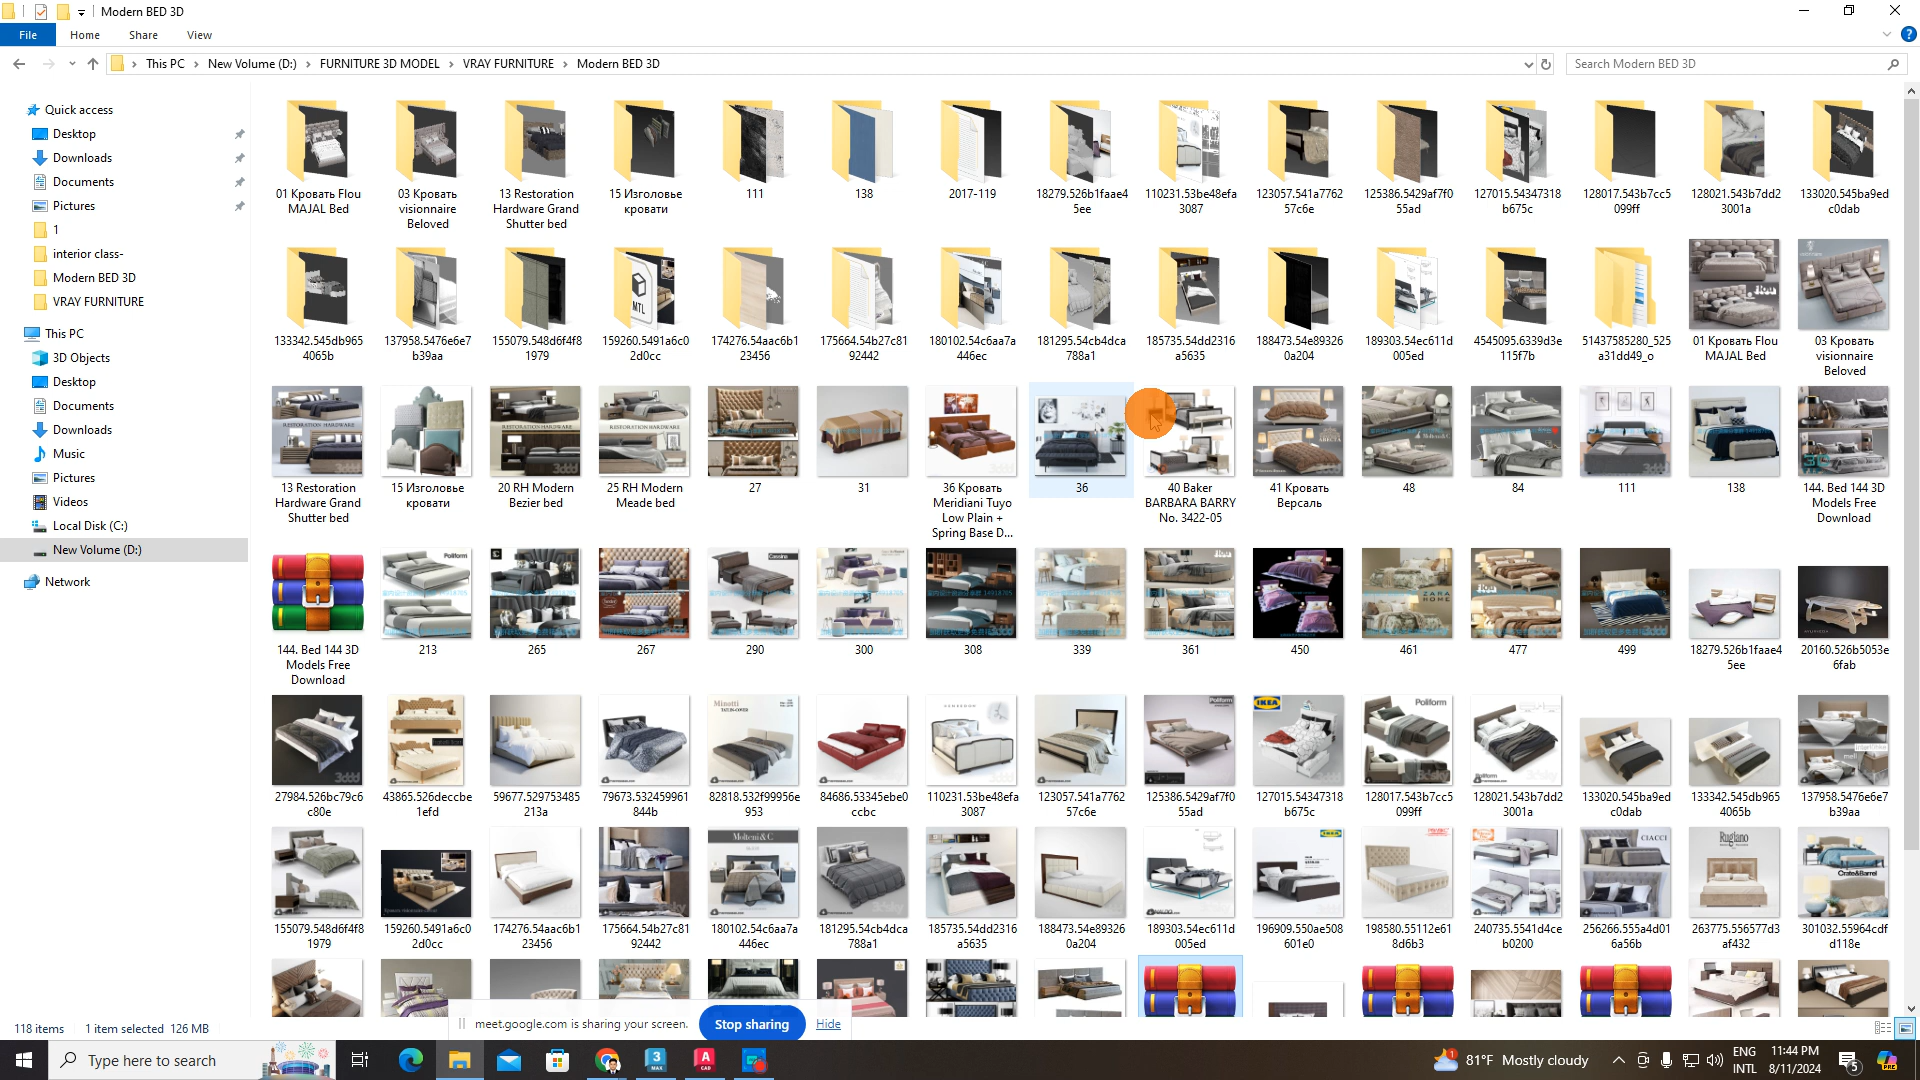 Modern BED 3D
File Home Share View
This PC New Volume (D:) FURNITURE 3D MODEL VRAY FURNITURE Modern BED 3D
Search Modern BED 3D
Quick access
Desktop
Downloads
Documents
Pictures
1
interior class-
Modern BED 3D
VRAY FURNITURE
This PC
3D Objects
Desktop
Documents
Downloads
Music
Pictures
Videos
Local Disk (C:)
New Volume (D:)
Network
01 Кровать Flou MAJAL Bed
03 Кровать visionnaire Beloved
13 Restoration Hardware Grand Shutter bed
15 Изголовье кровати
111
138
2017-119
18279.526b1faae45ee
110231.53be48efa3087
123057.541a776257c6e
125386.5429af7f055ad
127015.54347318b675c
128017.543b7cc5099ff
128021.543b7dd23001a
133020.545ba9edc0dab
133342.545db9654065b
137958.5476e6e7b39aa
155079.548d6f4f81979
159260.5491a6c02d0cc
174276.54aac6b123456
175664.54b27c8192442
180102.54c6aa7a446ec
181295.54cb4dca788a1
185735.54dd2316a5635
188473.54e893260a204
189303.54ec611d005ed
4545095.6339d3e115f7b
51437585280_525a31dd49_o
01 Кровать Flou MAJAL Bed
03 Кровать visionnaire Beloved
13 Restoration Hardware Grand Shutter bed
15 Изголовье кровати
20 RH Modern Bezier bed
25 RH Modern Meade bed
27
31
36 Кровать Meridiani Tuyo Low Plain + Spring Base D...
36
40 Baker BARBARA BARRY No. 3422-05
41 Кровать Версаль
48
84
111
138
144. Bed 144 3D Models Free Download
144. Bed 144 3D Models Free Download
213
265
267
290
300
308
339
361
450
461
477
499
18279.526b1faae45ee
20160.526b5053e6fab
27984.526bc79c6c80e
43865.526deccbe1efd
59677.529753485213a
79673.532459961844b
82818.532f99956e953
84686.53345ebe0ccbc
110231.53be48efa3087
123057.541a776257c6e
125386.5429af7f055ad
127015.54347318b675c
128017.543b7cc5099ff
128021.543b7dd23001a
133020.545ba9edc0dab
133342.545db9654065b
137958.5476e6e7b39aa
155079.548d6f4f81979
159260.5491a6c02d0cc
174276.54aac6b123456
175664.54b27c8192442
180102.54c6aa7a446ec
181295.54cb4dca788a1
185735.54dd2316a5635
188473.54e893260a204
189303.54ec611d005ed
196909.550ae508601e0
198580.55112e618d6b3
240735.5541d4ceb0200
256266.555a4d016a56b
263775.556577d3af432
301032.55964cdfd118e
118 items 1 item selected 126 MB
meet.google.com is sharing your screen. Stop sharing Hide
Type here to search
81°F Mostly cloudy
ENG
INTL
11:44 PM
8/11/2024
5